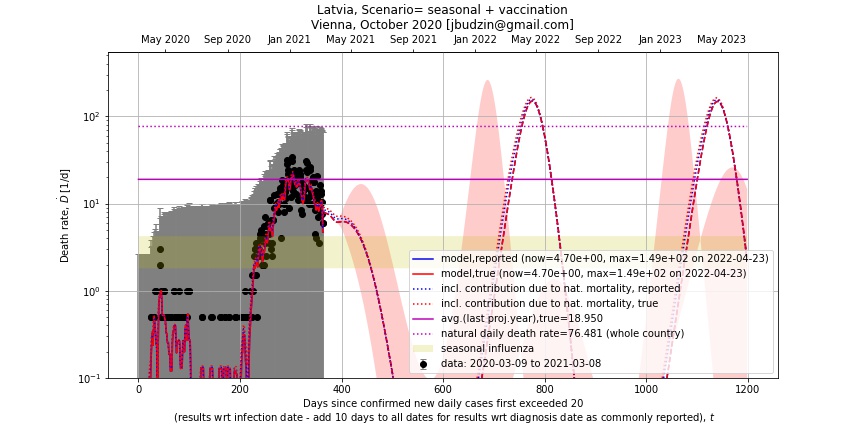 Latvia, Scenario= seasonal + vaccination
Vienna, October 2020 [jbudzin@gmail.com]
May 2020 Sep 2020 Jan 2021 May 2021 Sep 2021 Jan 2022 May 2022 Sep 2022 Jan 2023 May 2023
Death rate, D [1/d]
10²
10¹
10⁰
10⁻¹
model,reported (now=4.70e+00, max=1.49e+02 on 2022-04-23)
model,true (now=4.70e+00, max=1.49e+02 on 2022-04-23)
incl. contribution due to nat. mortality, reported
incl. contribution due to nat. mortality, true
avg.(last proj.year),true=18.950
natural daily death rate=76.481 (whole country)
seasonal influenza
data: 2020-03-09 to 2021-03-08
0 200 400 600 800 1000 1200
Days since confirmed new daily cases first exceeded 20
(results wrt infection date - add 10 days to all dates for results wrt diagnosis date as commonly reported), t